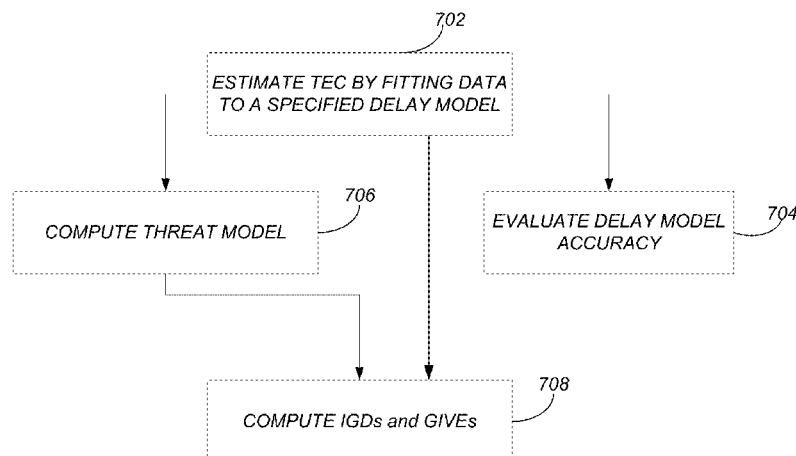 702
ESTIMATE TEC BY FITTING DATA
TO A SPECIFIED DELAY MODEL
706
COMPUTE THREAT MODEL
EVALUATE DELAY MODEL
ACCURACY
704
708
COMPUTE IGDs and GIVEs